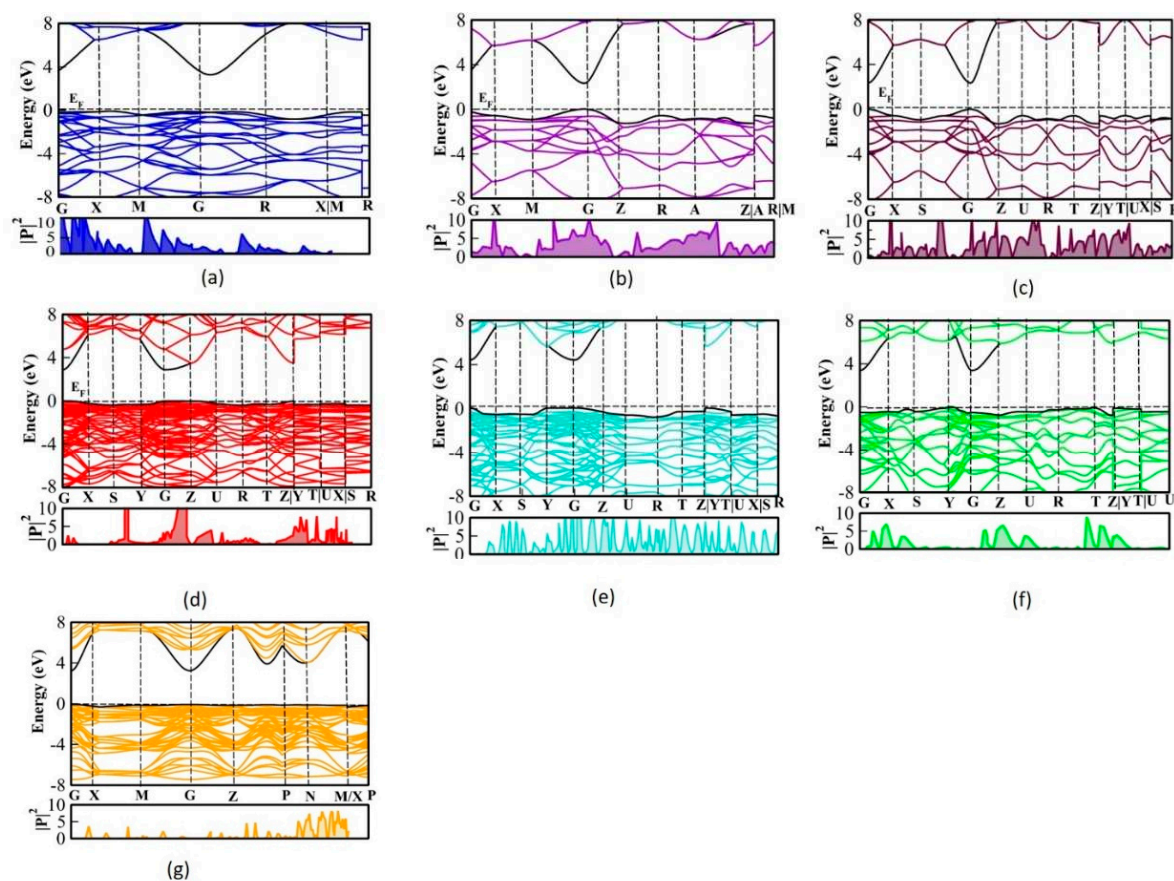 8
4
0
-4
-8
Energy (eV)
E_F
G X M G R X|M R
10
5
0
|P|²
(a)
8
4
0
-4
-8
Energy (eV)
E_F
G X M G Z R A Z|A R|M
10
5
0
|P|²
(b)
8
4
0
-4
-8
Energy (eV)
E_F
G X S G Z U R T Z|Y T|U X|S R
10
5
0
|P|²
(c)
8
4
0
-4
-8
Energy (eV)
E_F
G X S Y G Z U R T Z|Y T|U X|S R
10
5
0
|P|²
(d)
8
4
0
-4
-8
Energy (eV)
G X S Y G Z U R T Z|Y T|U X|S R
10
5
0
|P|²
(e)
8
4
0
-4
-8
Energy (eV)
G X S Y G Z U R T Z|Y T|U U
10
5
0
|P|²
(f)
8
4
0
-4
-8
Energy (eV)
G X M G Z P N M/X P
10
5
0
|P|²
(g)